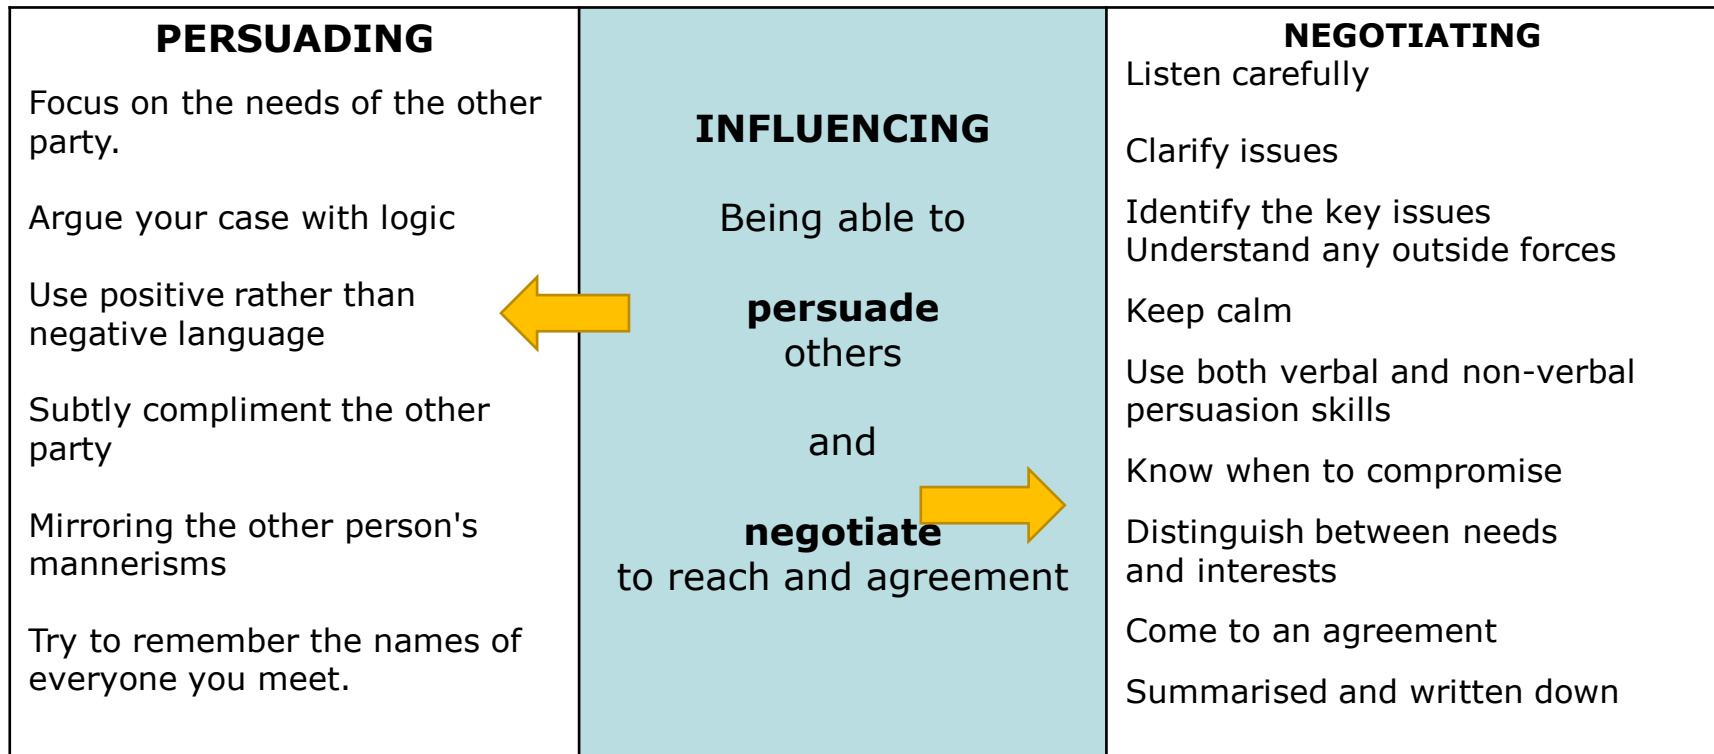 PERSUADING
Focus on the needs of the other
party.
Argue your case with logic
Use positive rather than
negative language
Subtly compliment the other
party
Mirroring the other person's
mannerisms
Try to remember the names of
everyone you meet.
INFLUENCING
Being able to
persuade
others
and
negotiate
to reach and agreement
NEGOTIATING
Listen carefully
Clarify issues
Identify the key issues
Understand any outside forces
Keep calm
Use both verbal and non-verbal
persuasion skills
Know when to compromise
Distinguish between needs
and interests
Come to an agreement
Summarised and written down